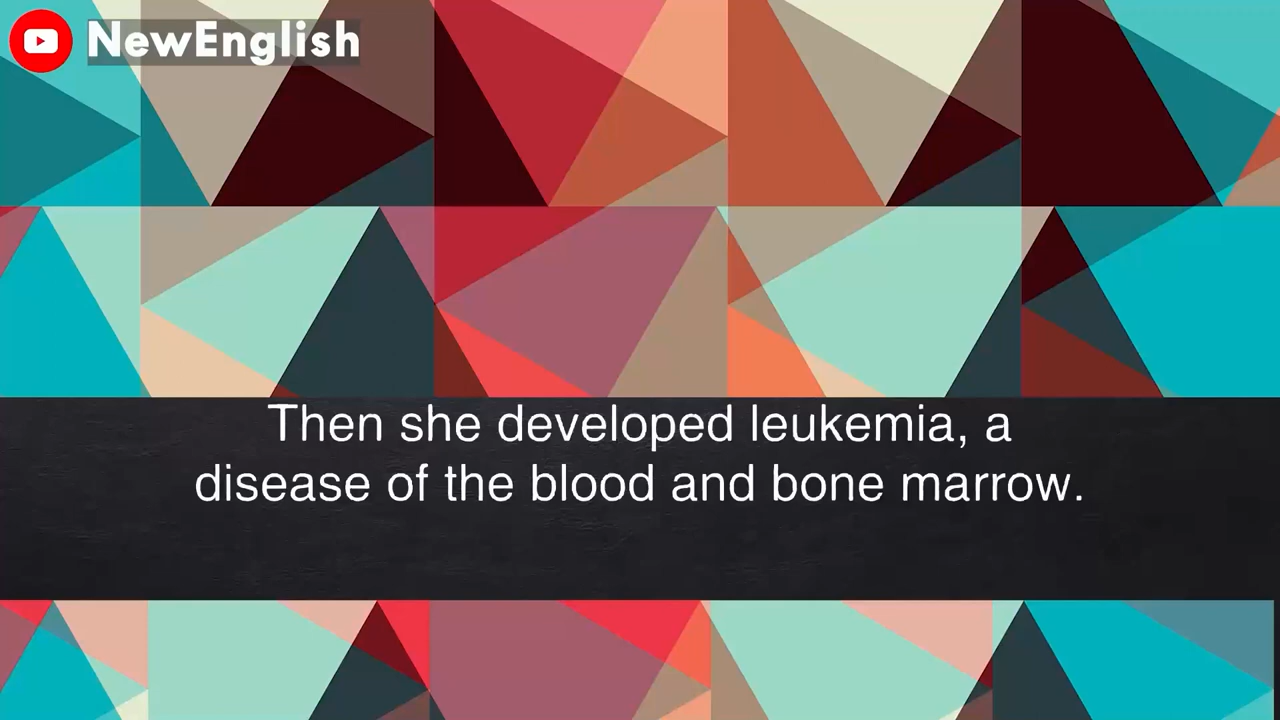 NewEnglish
Then she developed leukemia, a
disease of the blood and bone marrow.